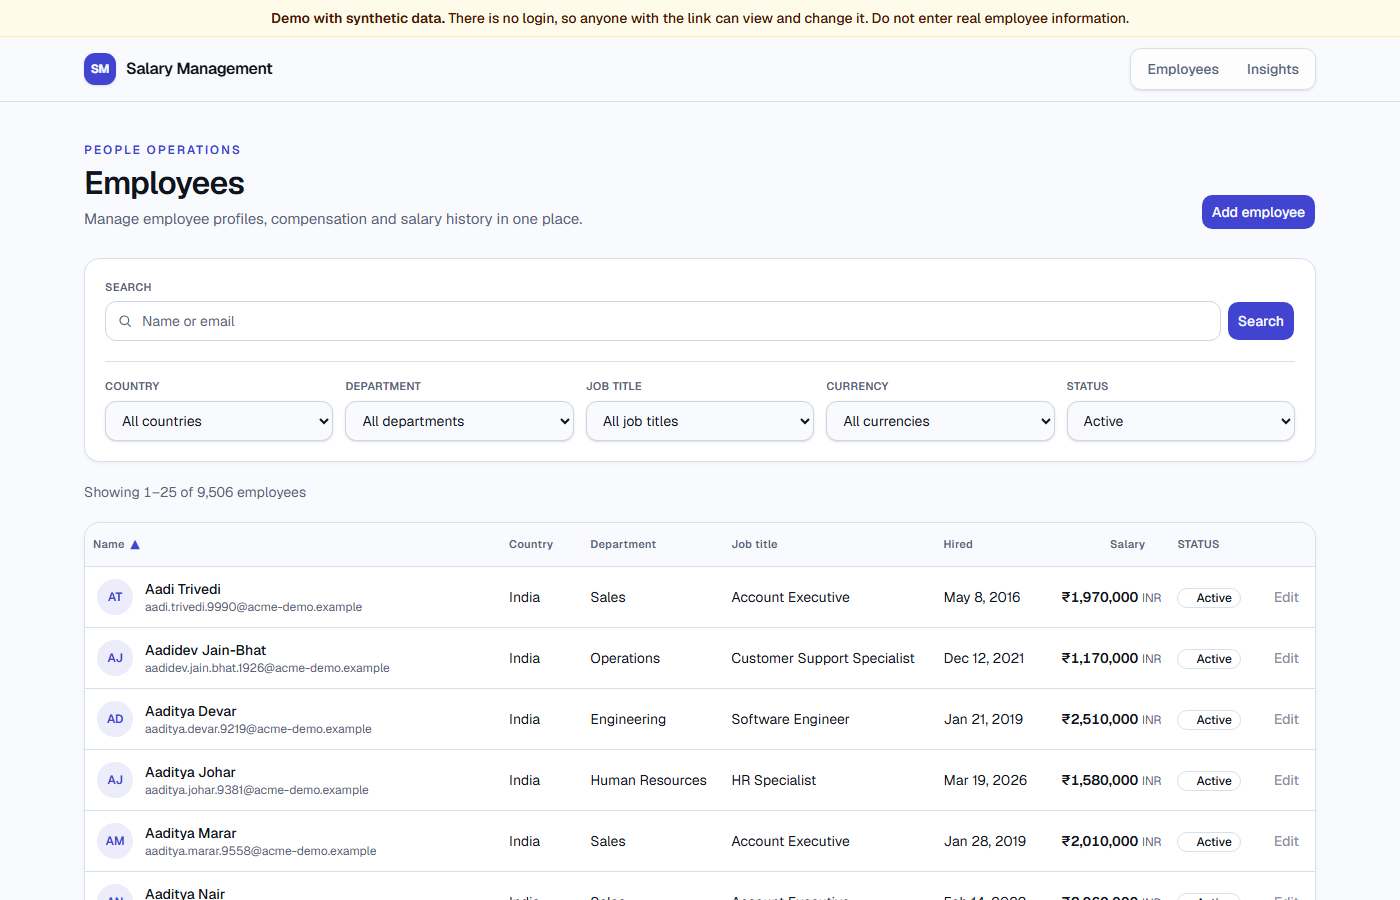 Demo with synthetic data. There is no login, so anyone with the link can view and change it. Do not enter real employee information.
SM Salary Management Employees Insights
PEOPLE OPERATIONS
Employees
Manage employee profiles, compensation and salary history in one place.
Add employee
SEARCH
Name or email Search
COUNTRY DEPARTMENT JOB TITLE CURRENCY STATUS
All countries All departments All job titles All currencies Active
Showing 1–25 of 9,506 employees
Name ▲ Country Department Job title Hired Salary STATUS
AT Aadi Trivedi India Sales Account Executive May 8, 2016 ₹1,970,000 INR Active Edit
aadi.trivedi.9990@acme-demo.example
AJ Aadidev Jain-Bhat India Operations Customer Support Specialist Dec 12, 2021 ₹1,170,000 INR Active Edit
aadidev.jain.bhat.1926@acme-demo.example
AD Aaditya Devar India Engineering Software Engineer Jan 21, 2019 ₹2,510,000 INR Active Edit
aaditya.devar.9219@acme-demo.example
AJ Aaditya Johar India Human Resources HR Specialist Mar 19, 2026 ₹1,580,000 INR Active Edit
aaditya.johar.9381@acme-demo.example
AM Aaditya Marar India Sales Account Executive Jan 28, 2019 ₹2,010,000 INR Active Edit
aaditya.marar.9558@acme-demo.example
Aaditya Nair